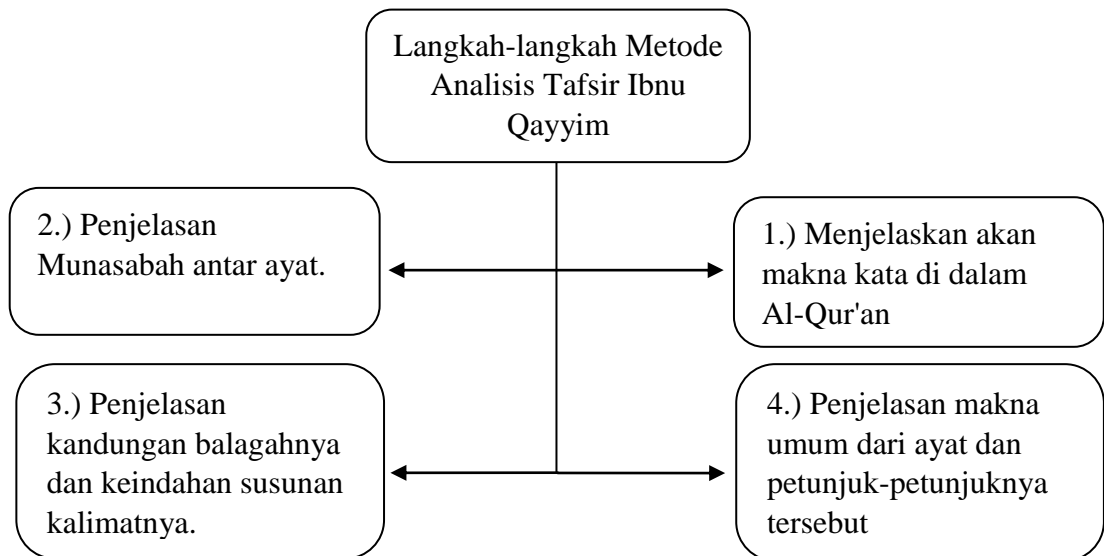 Langkah-langkah Metode
Analisis Tafsir Ibnu
Qayyim
2.) Penjelasan
Munasabah antar ayat.
1.) Menjelaskan akan
makna kata di dalam
Al-Qur'an
3.) Penjelasan
kandungan balagahnya
dan keindahan susunan
kalimatnya.
4.) Penjelasan makna
umum dari ayat dan
petunjuk-petunjuknya
tersebut